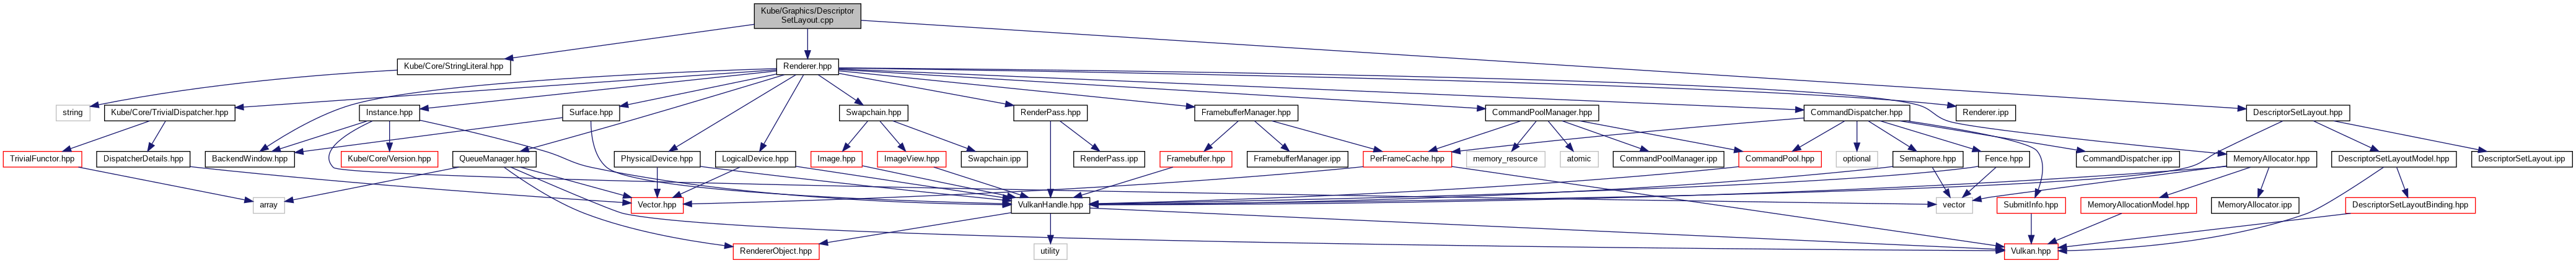 Kube/Graphics/Descriptor
SetLayout.cpp
Kube/Core/StringLiteral.hpp
Renderer.hpp
string
Kube/Core/TrivialDispatcher.hpp
Instance.hpp
Surface.hpp
Swapchain.hpp
RenderPass.hpp
FramebufferManager.hpp
CommandPoolManager.hpp
CommandDispatcher.hpp
Renderer.ipp
DescriptorSetLayout.hpp
TrivialFunctor.hpp
DispatcherDetails.hpp
BackendWindow.hpp
Kube/Core/Version.hpp
QueueManager.hpp
PhysicalDevice.hpp
LogicalDevice.hpp
Image.hpp
ImageView.hpp
Swapchain.ipp
RenderPass.ipp
Framebuffer.hpp
FramebufferManager.ipp
PerFrameCache.hpp
memory_resource
atomic
CommandPoolManager.ipp
CommandPool.hpp
optional
Semaphore.hpp
Fence.hpp
CommandDispatcher.ipp
MemoryAllocator.hpp
DescriptorSetLayoutModel.hpp
DescriptorSetLayout.ipp
array
Vector.hpp
VulkanHandle.hpp
vector
SubmitInfo.hpp
MemoryAllocationModel.hpp
MemoryAllocator.ipp
DescriptorSetLayoutBinding.hpp
RendererObject.hpp
utility
Vulkan.hpp